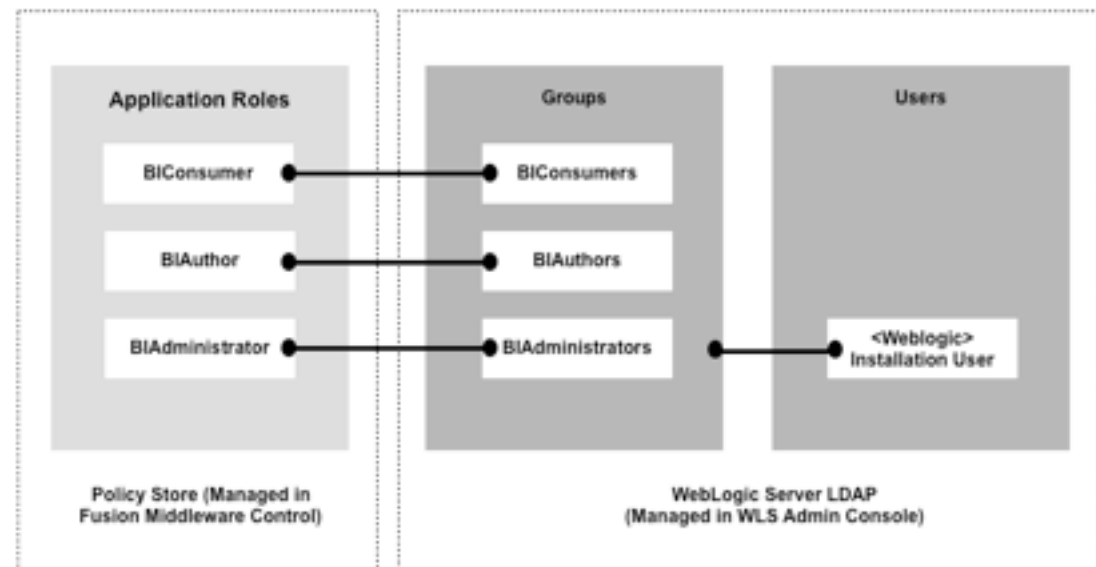 Application Roles
BIConsumer
BIAuthor
BIAdministrator
Policy Store (Managed in
Fusion Middleware Control)
Groups
BIConsumers
BIAuthors
BIAdministrators
Users
<Weblogic>
Installation User
WebLogic Server LDAP
(Managed in WLS Admin Console)